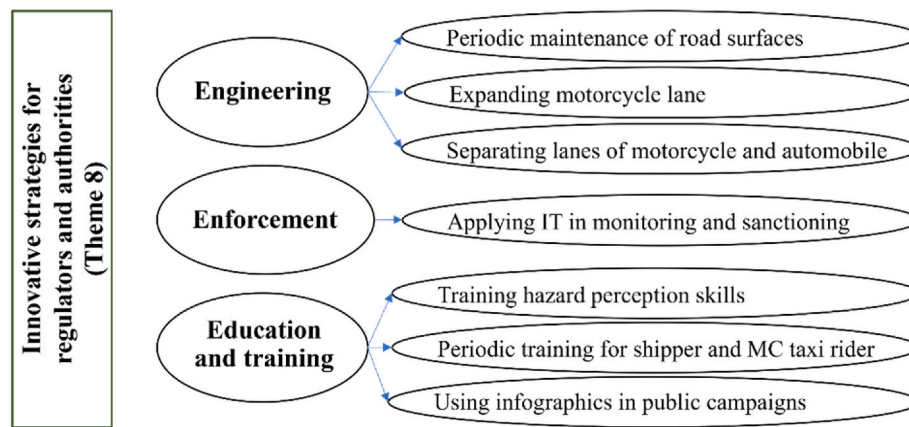 Innovative strategies for
regulators and authorities
(Theme 8)
Engineering
Periodic maintenance of road surfaces
Expanding motorcycle lane
Separating lanes of motorcycle and automobile
Enforcement
Applying IT in monitoring and sanctioning
Education
and training
Training hazard perception skills
Periodic training for shipper and MC taxi rider
Using infographics in public campaigns